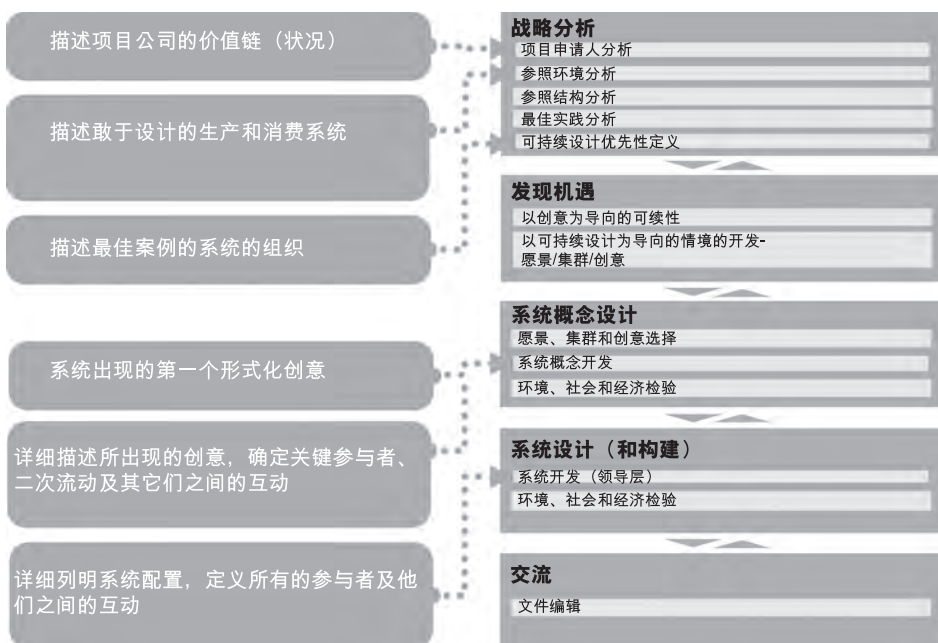 描述项目公司的价值链（状况）
描述敢于设计的生产和消费系统
描述最佳案例的系统的组织
系统出现的第一个形式化创意
详细描述所出现的创意，确定关键参与者、
二次流动及其它们之间的互动
详细列明系统配置，定义所有的参与者及他
们之间的互动
战略分析
项目申请人分析
参照环境分析
参照结构分析
最佳实践分析
可持续设计优先性定义
发现机遇
以创意为导向的可续性
以可持续设计为导向的情境的开发-
愿景/集群/创意
系统概念设计
愿景、集群和创意选择
系统概念开发
环境、社会和经济检验
系统设计（和构建）
系统开发（领导层）
环境、社会和经济检验
交流
文件编辑